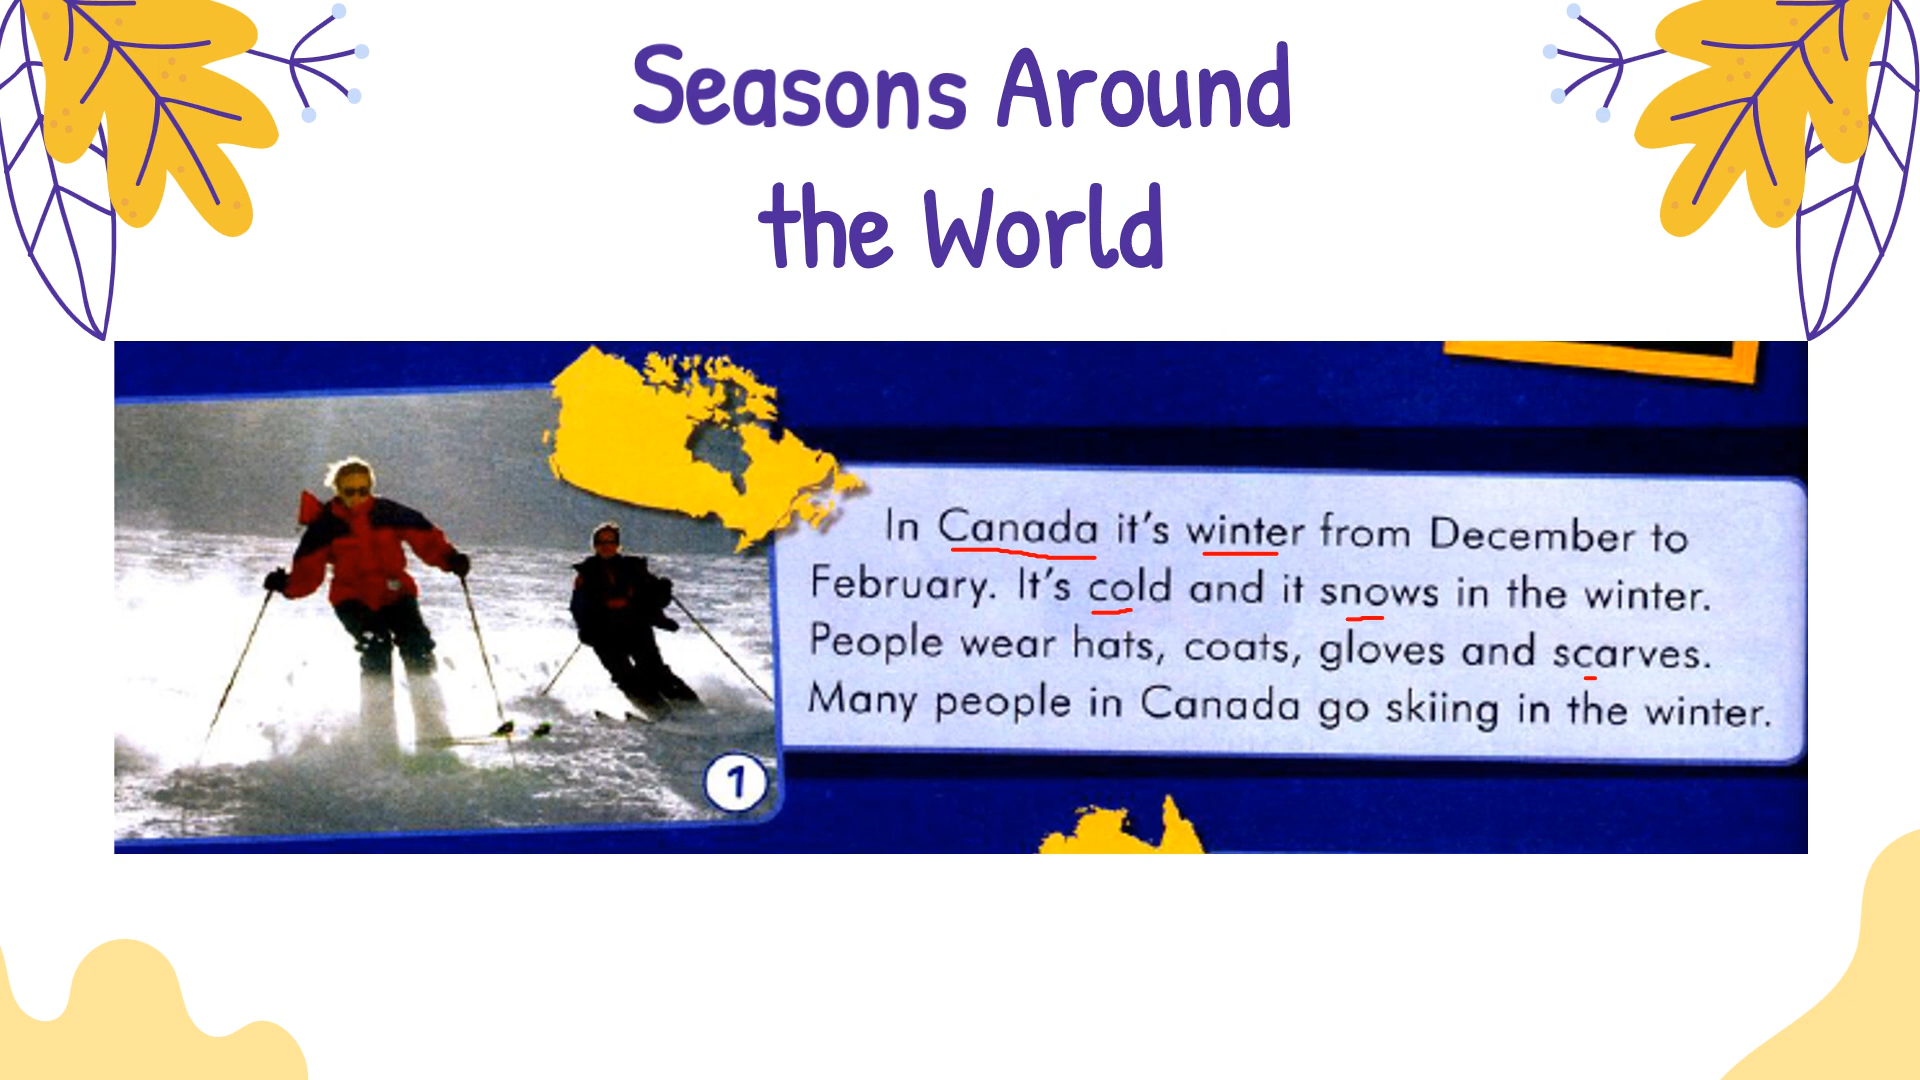 Seasons Around
the World
In Canada it's winter from December to
February. It's cold and it snows in the winter.
People wear hats, coats, gloves and scarves.
Many people in Canada go skiing in the winter.
1